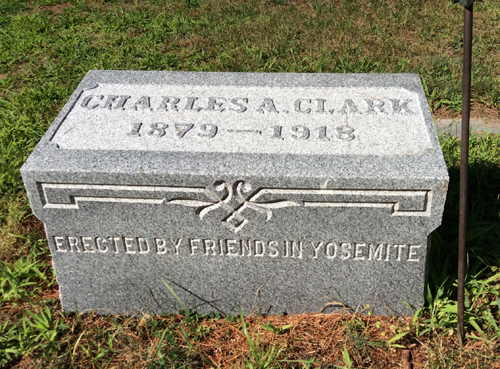 CHARLES A. CLARK
1879 — 1918
ERECTED BY FRIENDS IN YOSEMITE